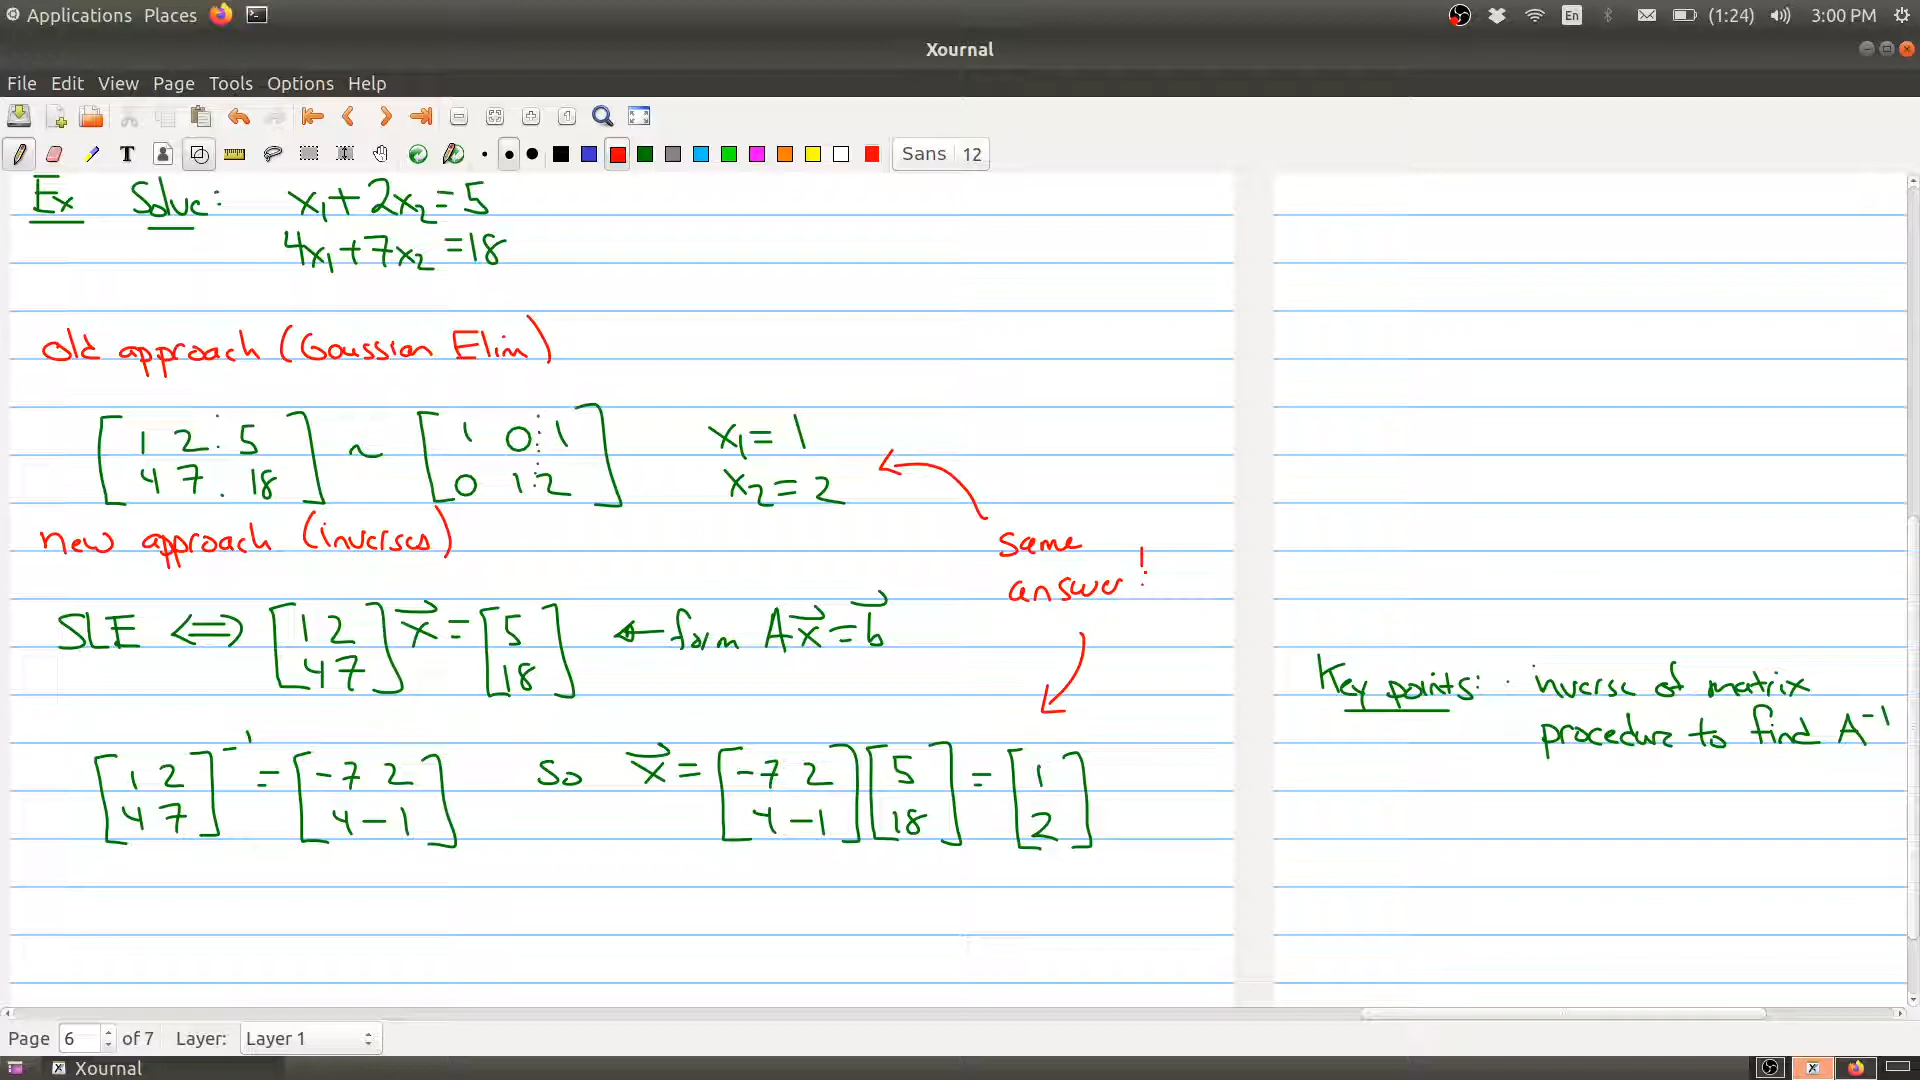 Applications Places En (1:24) 3:00 PM
Xournal
File Edit View Page Tools Options Help
T Sans 12
Ex Solve: x₁+2x₂=5
4x₁+7x₂=18
old approach (Gaussian Elim)
[1 2 : 5 ; 4 7 : 18] ~ [1 0 : 1 ; 0 1 : 2] x₁=1
x₂=2
new approach (inverses)
same
answer!
SLE ⟺ [1 2 ; 4 7] x⃗ = [5 ; 18] ← form Ax⃗=b⃗
Key points: · inverse of matrix
procedure to find A⁻¹
[1 2 ; 4 7]⁻¹ = [-7 2 ; 4 -1] so x⃗ = [-7 2 ; 4 -1][5 ; 18] = [1 ; 2]
Page 6 of 7 Layer: Layer 1
Xournal